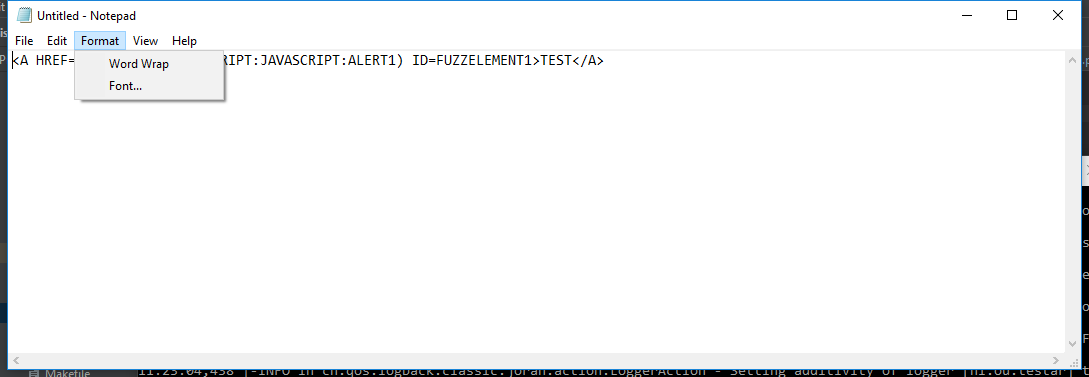 Untitled - Notepad
File Edit Format View Help
<A HREF= RIPT:JAVASCRIPT:ALERT1) ID=FUZZELEMENT1>TEST</A>
Word Wrap
Font...
Makefile
11:23:04,438 |-INFO in ch.qos.logback.classic.joran.action.LoggerAction - Setting additivity of logger [nl.ou.testar]